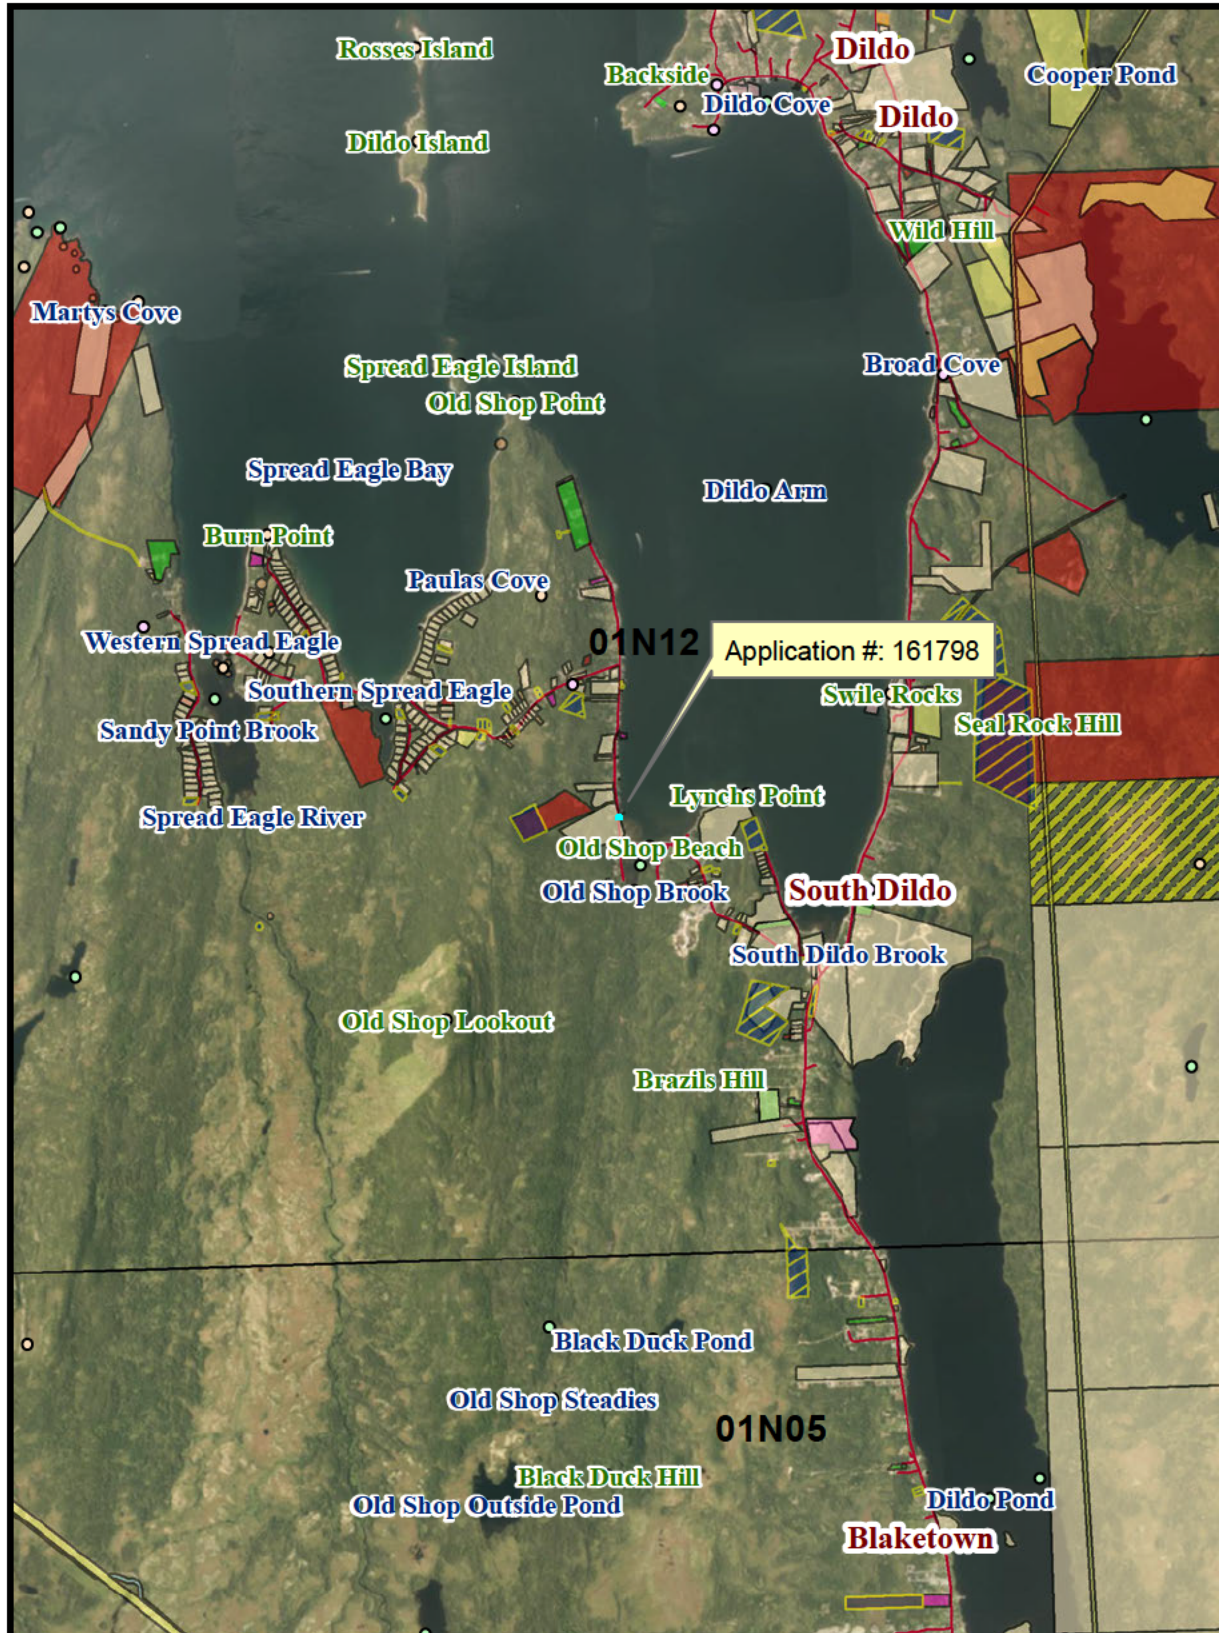 Rosses Island
Dildo
Backside
Cooper Pond
Dildo Cove
Dildo
Dildo Island
Wild Hill
Martys Cove
Spread Eagle Island
Broad Cove
Old Shop Point
Spread Eagle Bay
Dildo Arm
Burn Point
Paulas Cove
Western Spread Eagle
01N12
Application #: 161798
Southern Spread Eagle
Swile Rocks
Sandy Point Brook
Seal Rock Hill
Lynchs Point
Spread Eagle River
Old Shop Beach
Old Shop Brook
South Dildo
South Dildo Brook
Old Shop Lookout
Brazils Hill
Black Duck Pond
Old Shop Steadies
01N05
Black Duck Hill
Old Shop Outside Pond
Dildo Pond
Blaketown